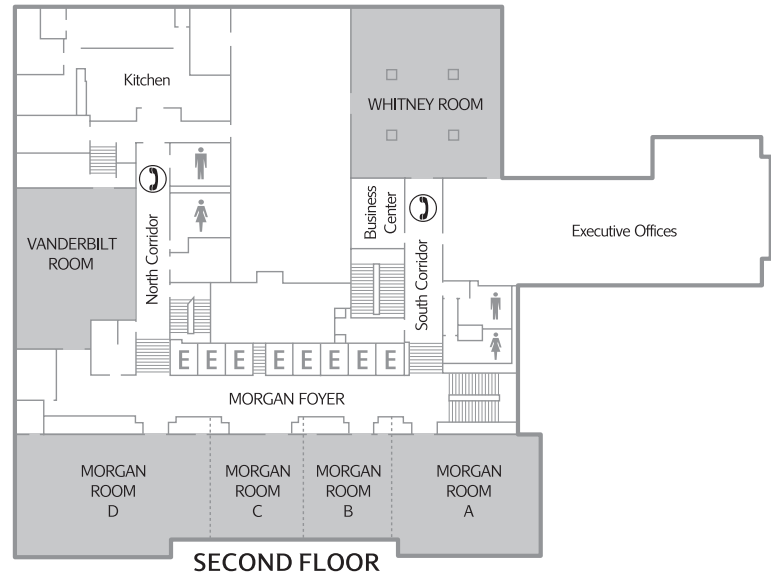 Kitchen
WHITNEY ROOM
Business
Center
VANDERBILT
ROOM
North Corridor
South Corridor
Executive Offices
E E E E E E E E
MORGAN FOYER
MORGAN
ROOM
D
MORGAN
ROOM
C
MORGAN
ROOM
B
MORGAN
ROOM
A
SECOND FLOOR